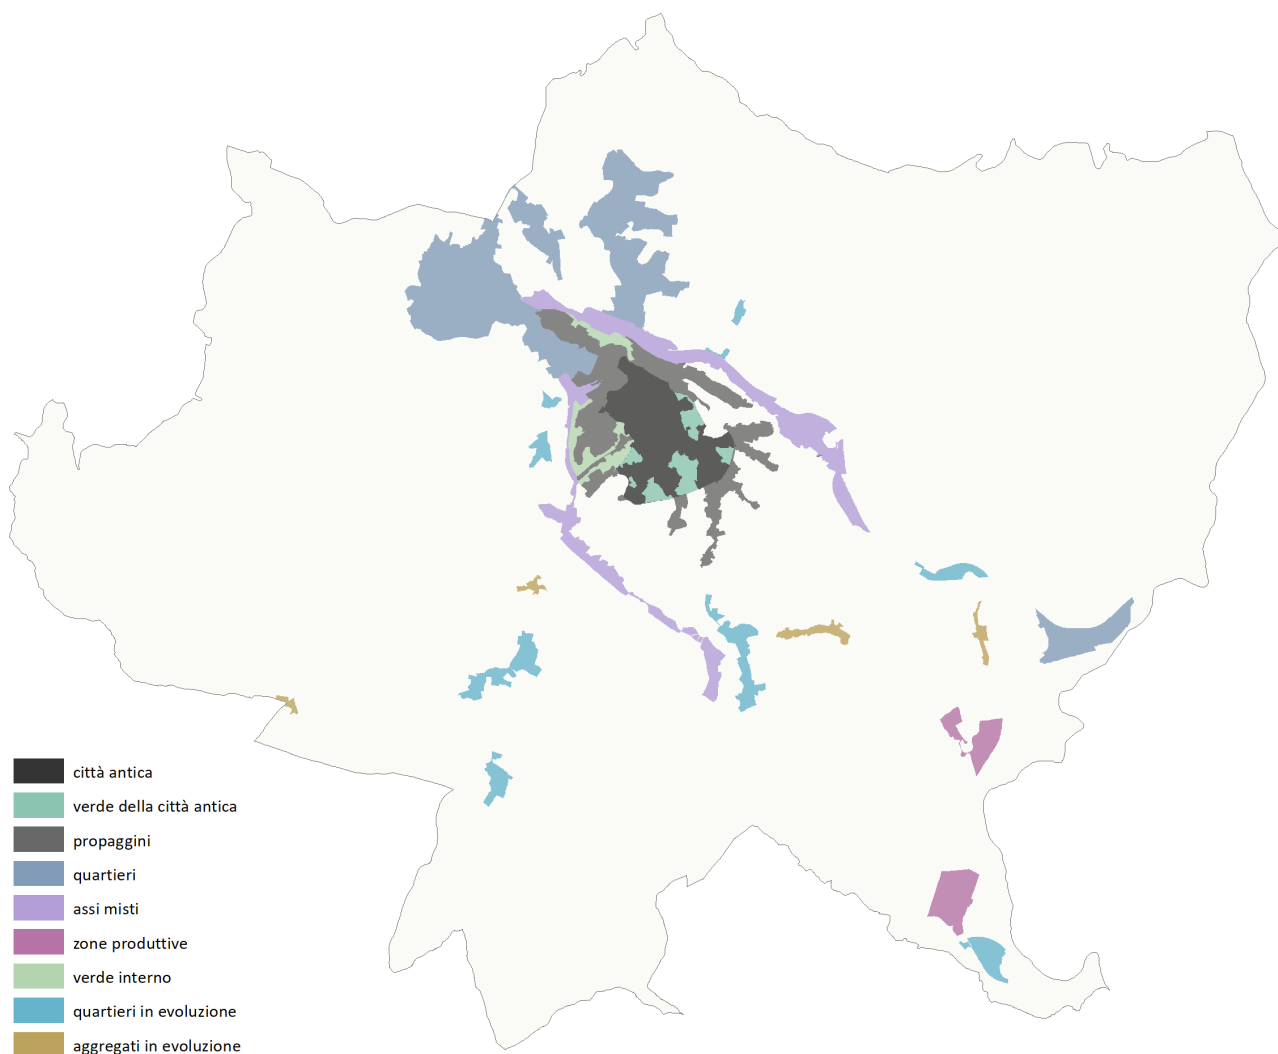 città antica
verde della città antica
propaggini
quartieri
assi misti
zone produttive
verde interno
quartieri in evoluzione
aggregati in evoluzione